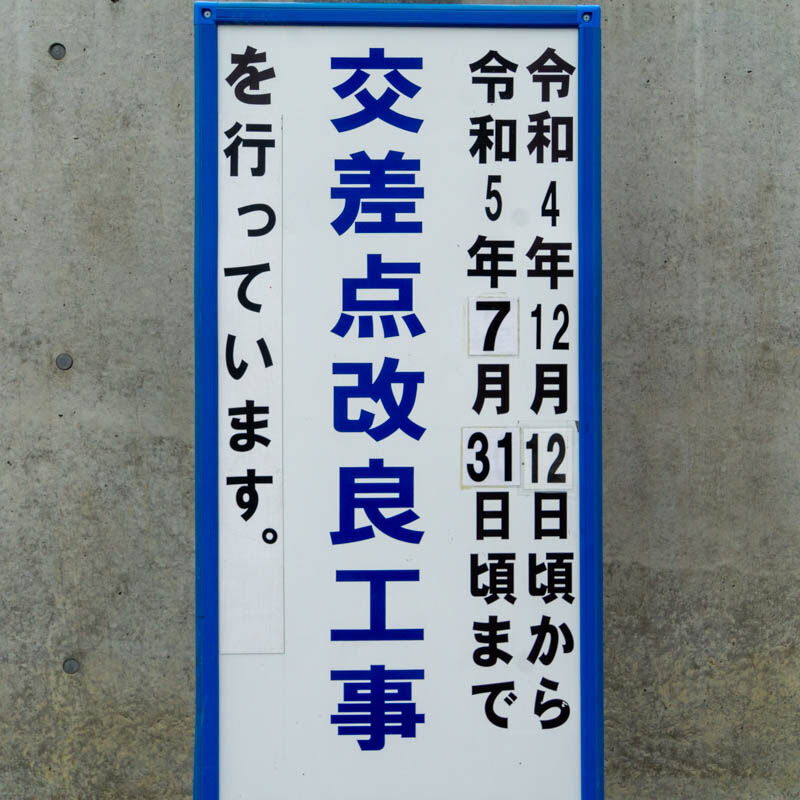 令和4年12月12日頃から
令和5年7月31日頃まで
交差点改良工事
を行っています。